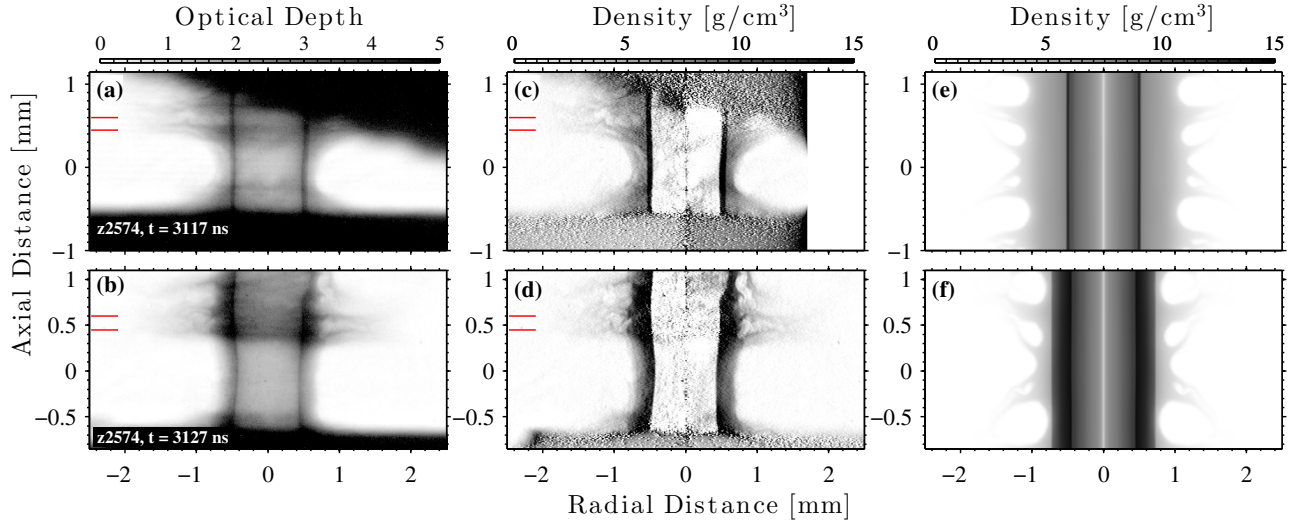 Optical Depth
Density [g/cm³]
Density [g/cm³]
0 1 2 3 4 5
0 5 10 15
0 5 10 15
(a)
(c)
(e)
1
0
−1
1
0
−1
1
0
−1
z2574, t = 3117 ns
Axial Distance [mm]
(b)
(d)
(f)
1
0.5
0
−0.5
1
0.5
0
−0.5
1
0.5
0
−0.5
z2574, t = 3127 ns
−2 −1 0 1 2
−2 −1 0 1 2
−2 −1 0 1 2
Radial Distance [mm]